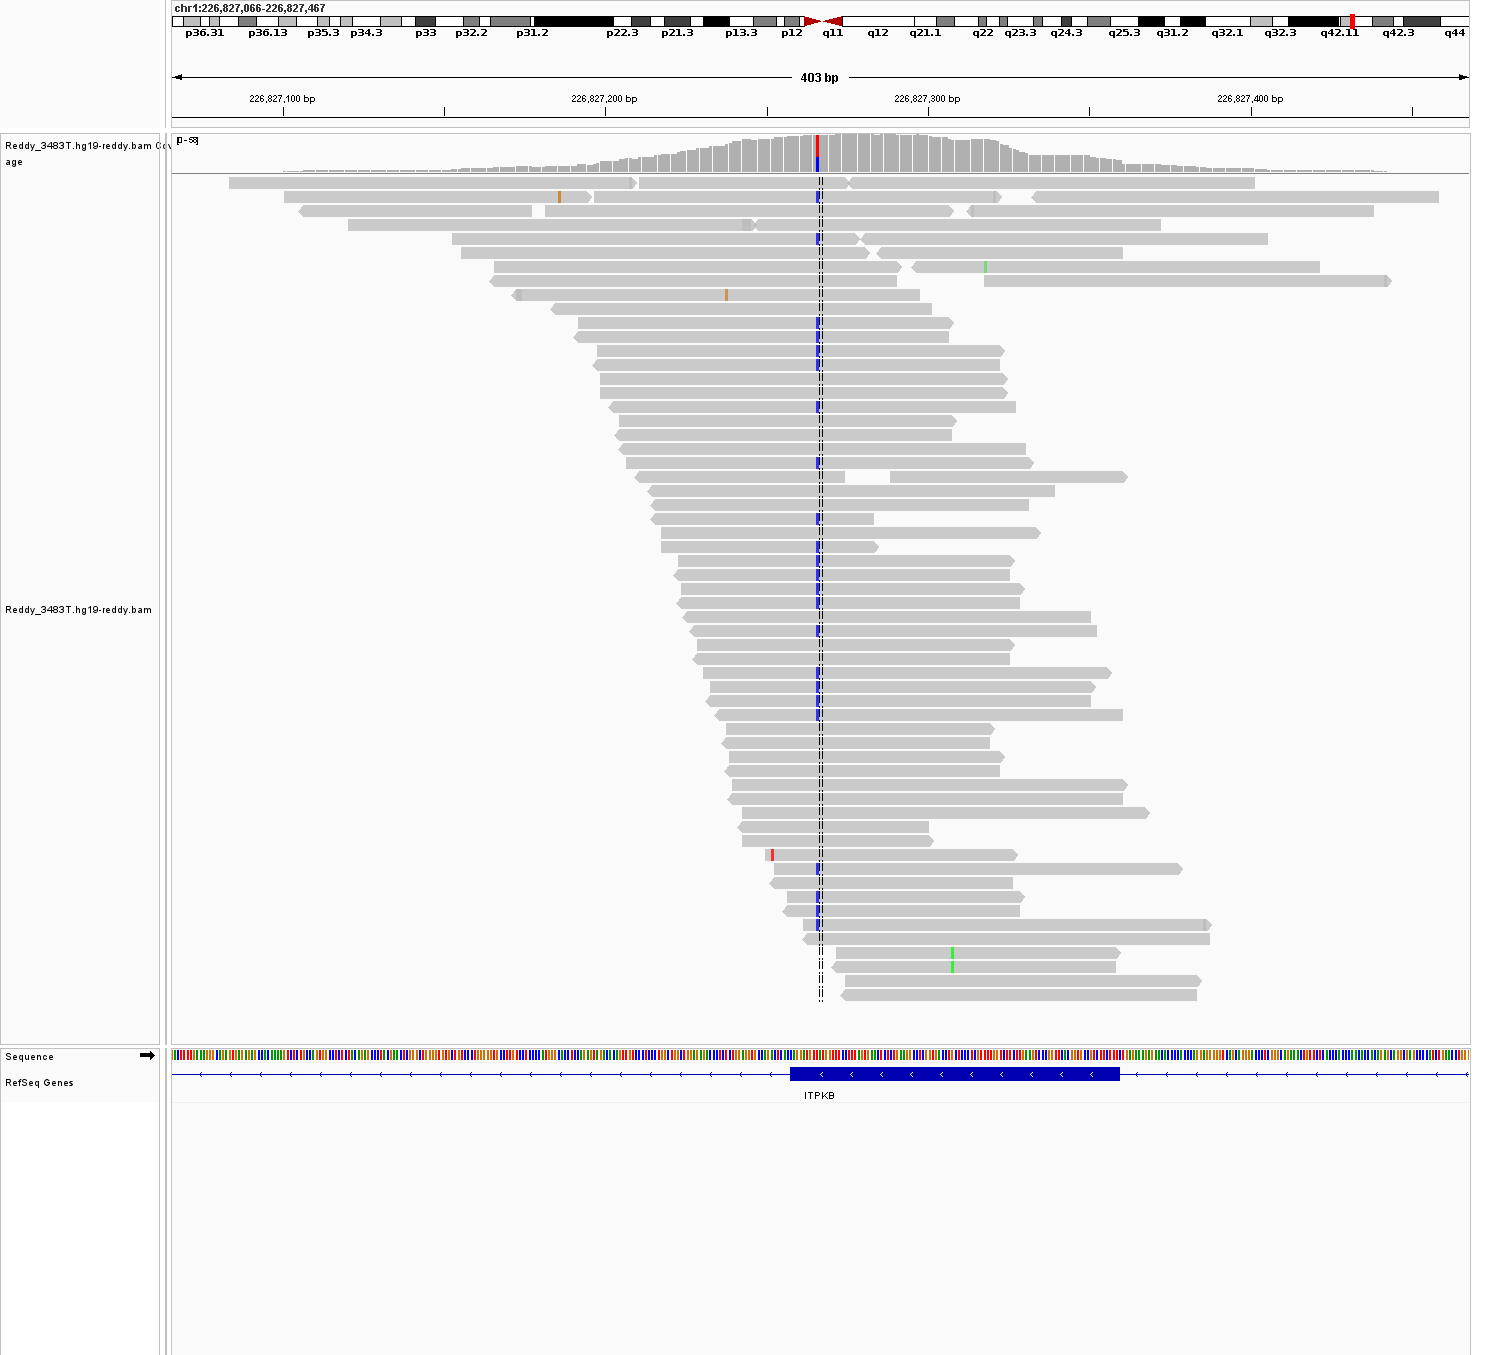 chr1:226,827,066-226,827,467
p36.31 p36.13 p35.3 p34.3 p33 p32.2 p31.2 p22.3 p21.3 p13.3 p12 q11 q12 q21.1 q22 q23.3 q24.3 q25.3 q31.2 q32.1 q32.3 q42.11 q42.3 q44
403 bp
226,827,100 bp 226,827,200 bp 226,827,300 bp 226,827,400 bp
Reddy_3483T.hg19-reddy.bam Cov
age
Reddy_3483T.hg19-reddy.bam
Sequence
RefSeq Genes
ITPKB